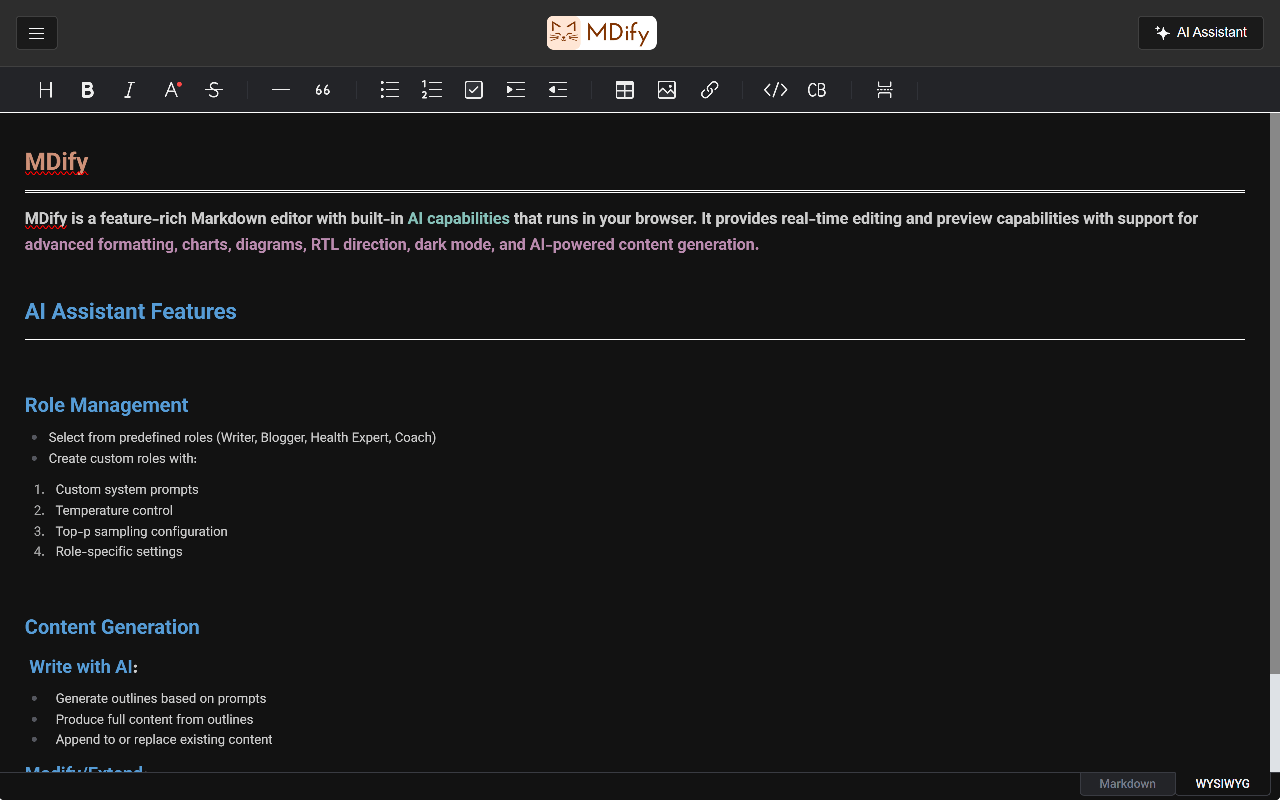 MDify
AI Assistant
H B I A S 66 CB
MDify
MDify is a feature-rich Markdown editor with built-in AI capabilities that runs in your browser. It provides real-time editing and preview capabilities with support for
advanced formatting, charts, diagrams, RTL direction, dark mode, and AI-powered content generation.
AI Assistant Features
Role Management
• Select from predefined roles (Writer, Blogger, Health Expert, Coach)
• Create custom roles with:
1. Custom system prompts
2. Temperature control
3. Top-p sampling configuration
4. Role-specific settings
Content Generation
Write with AI:
• Generate outlines based on prompts
• Produce full content from outlines
• Append to or replace existing content
Modify/Extend:
Markdown
WYSIWYG